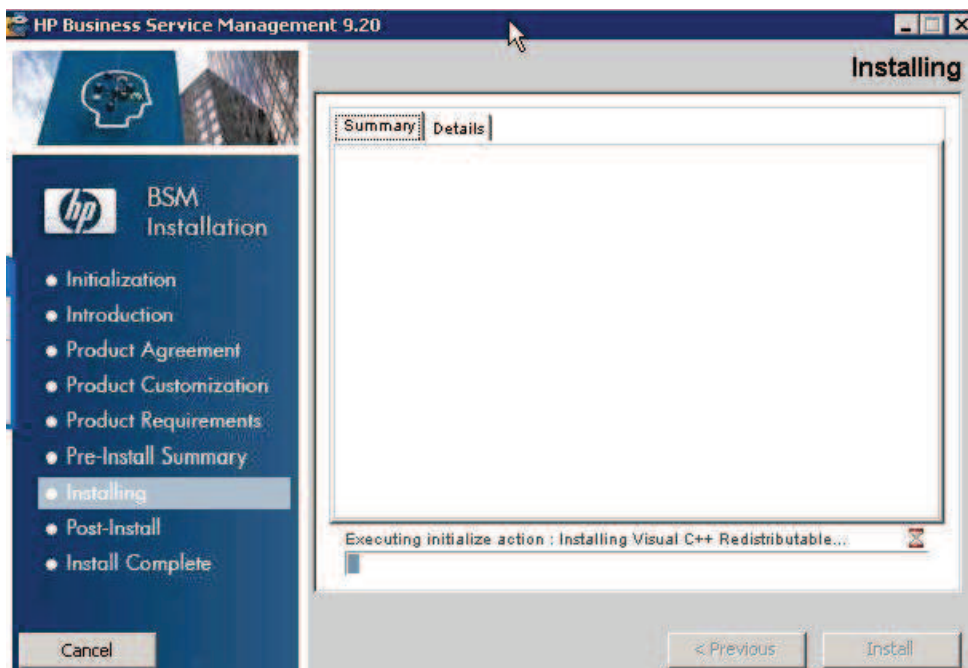 HP Business Service Management 9.20
Installing
Summary
Details
hp
BSM
Installation
Initialization
Introduction
Product Agreement
Product Customization
Product Requirements
Pre-Install Summary
Installing
Post-Install
Install Complete
Executing initialize action : Installing Visual C++ Redistributable...
Cancel
< Previous
Install